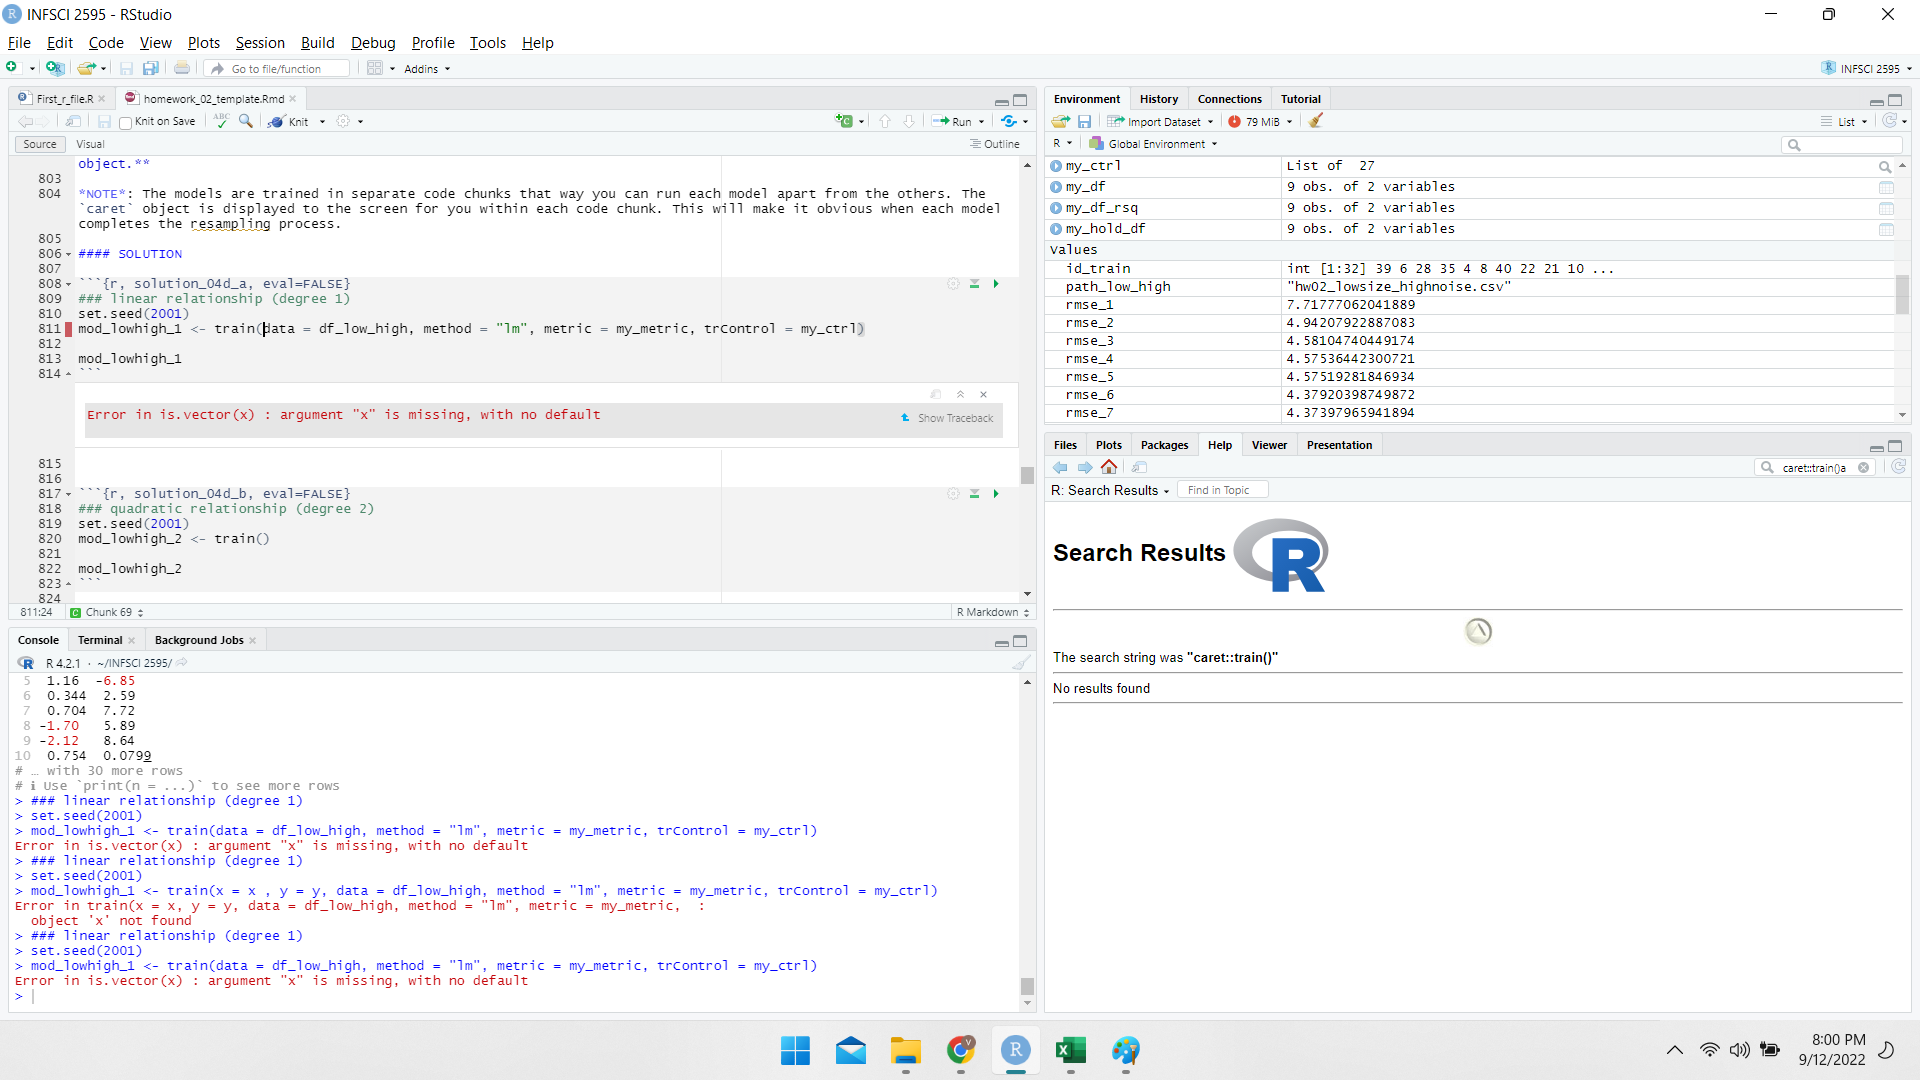 INFSCI 2595 - RStudio
File Edit Code View Plots Session Build Debug Profile Tools Help
Go to file/function Addins INFSCI 2595
First_r_file.R homework_02_template.Rmd
Knit on Save ABC Knit Run
Source Visual Outline
object.**
803
804 *NOTE*: The models are trained in separate code chunks that way you can run each model apart from the others. The
`caret` object is displayed to the screen for you within each code chunk. This will make it obvious when each model
completes the resampling process.
805
806 #### SOLUTION
807
808 ```{r, solution_04d_a, eval=FALSE}
809 ### linear relationship (degree 1)
810 set.seed(2001)
811 mod_lowhigh_1 <- train(data = df_low_high, method = "lm", metric = my_metric, trControl = my_ctrl)
812
813 mod_lowhigh_1
814 ```
Error in is.vector(x) : argument "x" is missing, with no default
Show Traceback
815
816
817 ```{r, solution_04d_b, eval=FALSE}
818 ### quadratic relationship (degree 2)
819 set.seed(2001)
820 mod_lowhigh_2 <- train()
821
822 mod_lowhigh_2
823 ```
824
811:24 C Chunk 69 R Markdown
Console Terminal Background Jobs
R R 4.2.1 · ~/INFSCI 2595/
5 1.16 -6.85
6 0.344 2.59
7 0.704 7.72
8 -1.70 5.89
9 -2.12 8.64
10 0.754 0.0799
# … with 30 more rows
# ℹ Use `print(n = ...)` to see more rows
> ### linear relationship (degree 1)
> set.seed(2001)
> mod_lowhigh_1 <- train(data = df_low_high, method = "lm", metric = my_metric, trControl = my_ctrl)
Error in is.vector(x) : argument "x" is missing, with no default
> ### linear relationship (degree 1)
> set.seed(2001)
> mod_lowhigh_1 <- train(x = x , y = y, data = df_low_high, method = "lm", metric = my_metric, trControl = my_ctrl)
Error in train(x = x, y = y, data = df_low_high, method = "lm", metric = my_metric,  :
object 'x' not found
> ### linear relationship (degree 1)
> set.seed(2001)
> mod_lowhigh_1 <- train(data = df_low_high, method = "lm", metric = my_metric, trControl = my_ctrl)
Error in is.vector(x) : argument "x" is missing, with no default
>
Environment History Connections Tutorial
Import Dataset 79 MiB List
R Global Environment
my_ctrl List of 27
my_df 9 obs. of 2 variables
my_df_rsq 9 obs. of 2 variables
my_hold_df 9 obs. of 2 variables
Values
id_train int [1:32] 39 6 28 35 4 8 40 22 21 10 ...
path_low_high "hw02_lowsize_highnoise.csv"
rmse_1 7.71777062041889
rmse_2 4.94207922887083
rmse_3 4.58104740449174
rmse_4 4.57536442300721
rmse_5 4.57519281846934
rmse_6 4.37920398749872
rmse_7 4.37397965941894
Files Plots Packages Help Viewer Presentation
caret::train()a
R: Search Results Find in Topic
Search Results R
The search string was "caret::train()"
No results found
V R
8:00 PM
9/12/2022